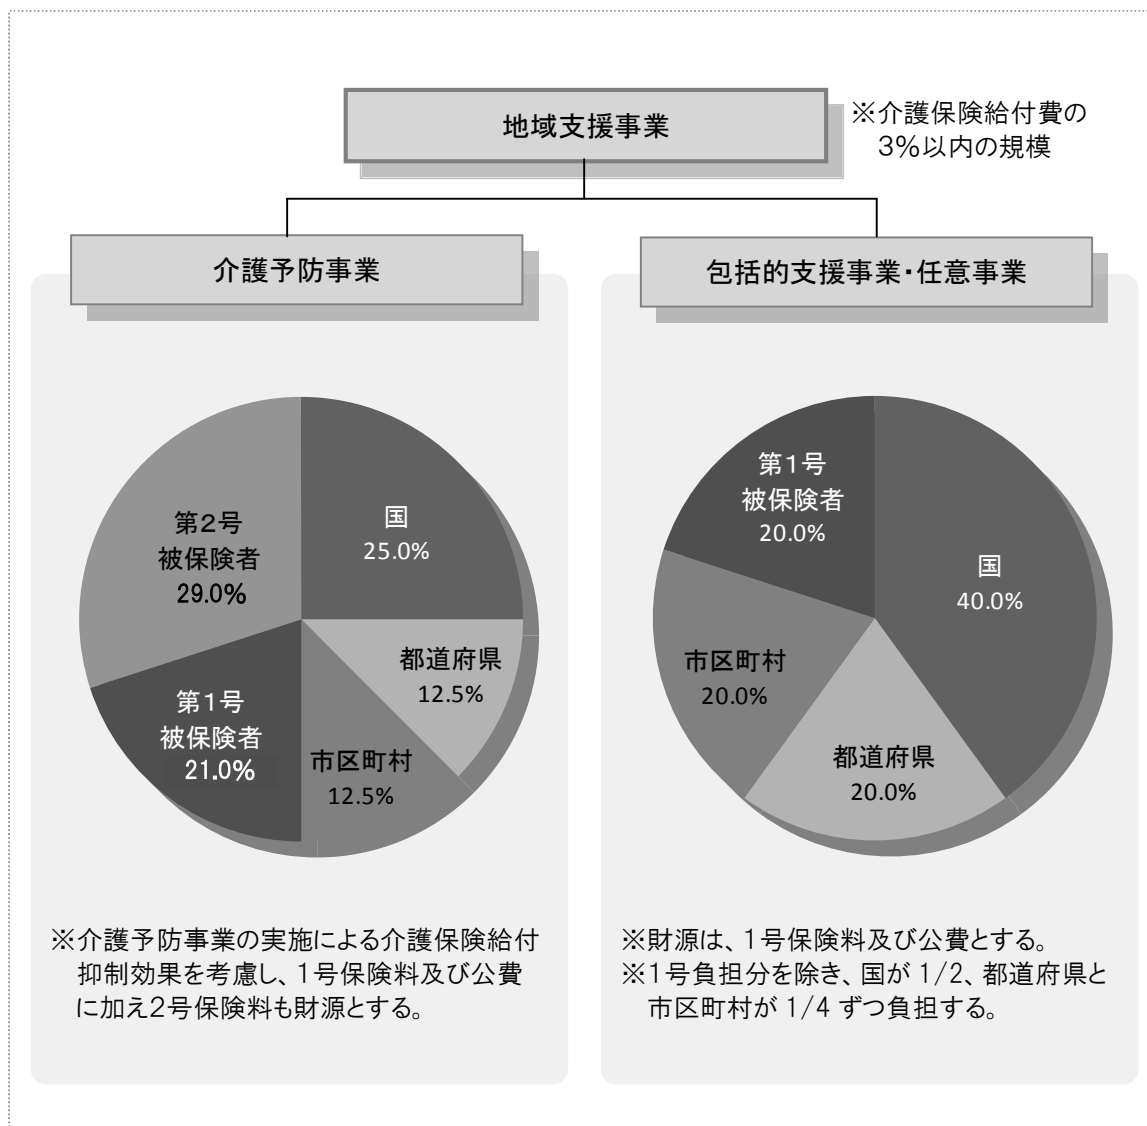 地域支援事業
※介護保険給付費の
3%以内の規模
介護予防事業
第2号
被保険者
29.0%
国
25.0%
都道府県
12.5%
第1号
被保険者
21.0%
市区町村
12.5%
※介護予防事業の実施による介護保険給付
抑制効果を考慮し、1号保険料及び公費
に加え2号保険料も財源とする。
包括的支援事業・任意事業
第1号
被保険者
20.0%
国
40.0%
市区町村
20.0%
都道府県
20.0%
※財源は、1号保険料及び公費とする。
※1号負担分を除き、国が 1/2、都道府県と
市区町村が 1/4 ずつ負担する。